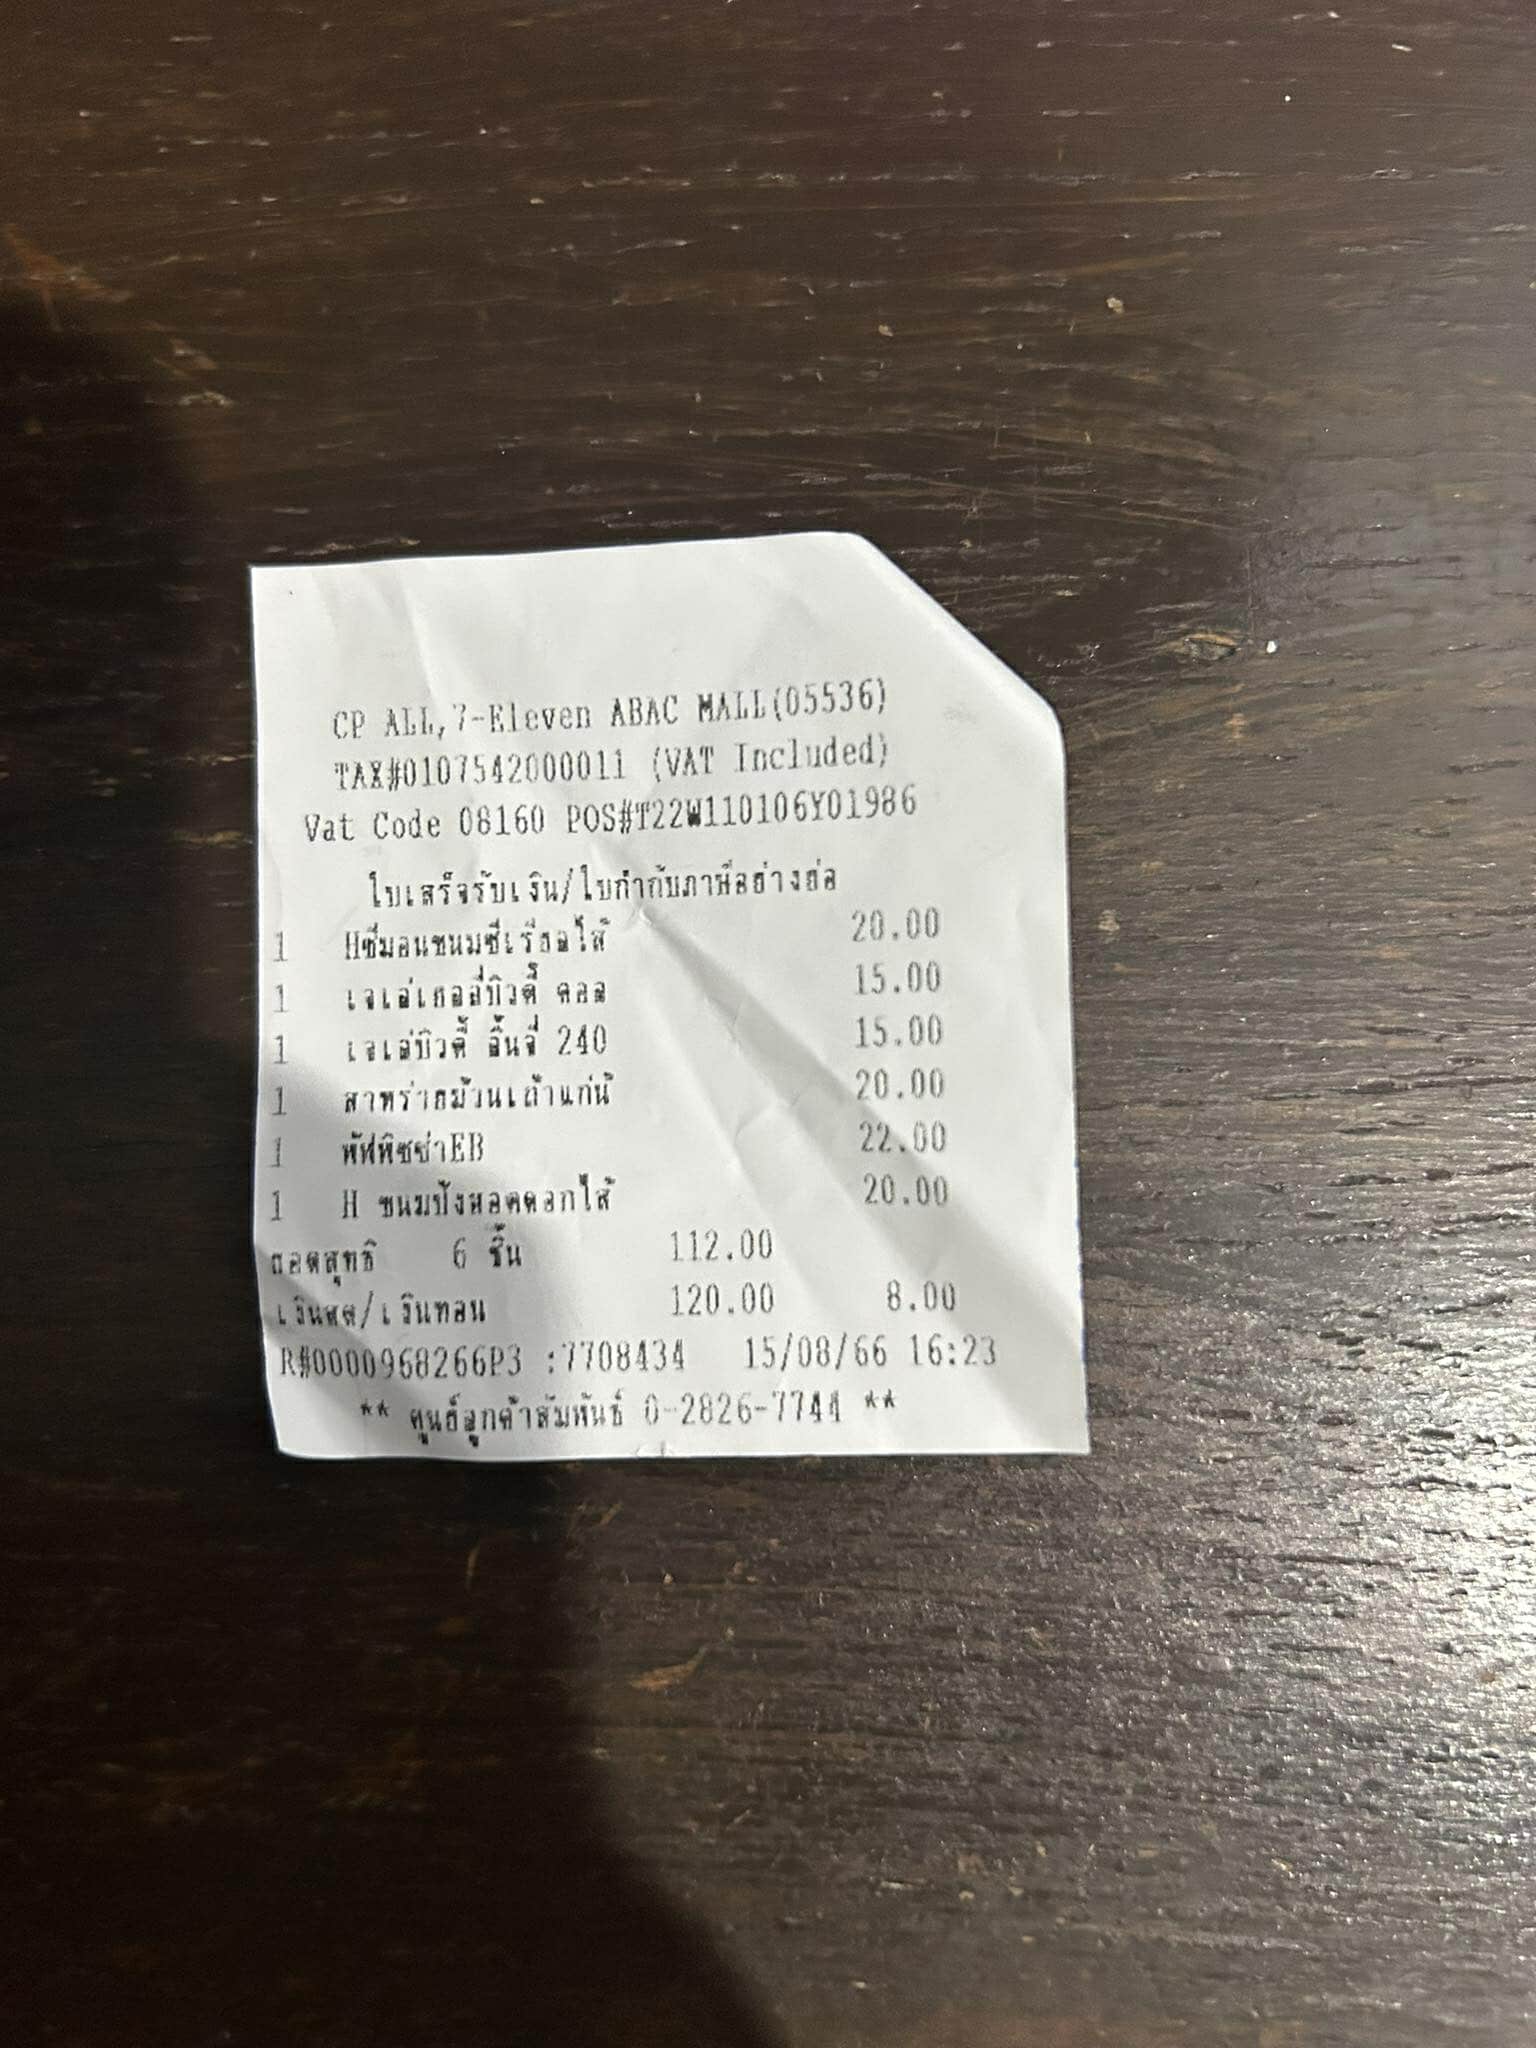 CP ALL,7-Eleven ABAC MALL(05536)
TAX#0107542000011 (VAT Included)
Vat Code 08160 POS#T22W110106Y01986
ใบเสร็จรับเงิน/ใบกำกับภาษีอย่างย่อ
1 Hซีมอนขนมซีเรียลไส้ 20.00
1 เจเล่เยลลี่บิวตี้ คอล 15.00
1 เจเล่บิวตี้ ลิ้นจี่ 240 15.00
1 สาหร่ายม้วนเถ้าแก่น้ 20.00
1 พัฟพิซซ่าEB 22.00
1 H ขนมปังหอดดอกไส้ 20.00
ยอดสุทธิ 6 ชิ้น 112.00
เงินสด/เงินทอน 120.00 8.00
R#0000968266P3 :7708434 15/08/66 16:23
** ศูนย์ลูกค้าสัมพันธ์ 0-2826-7744 **